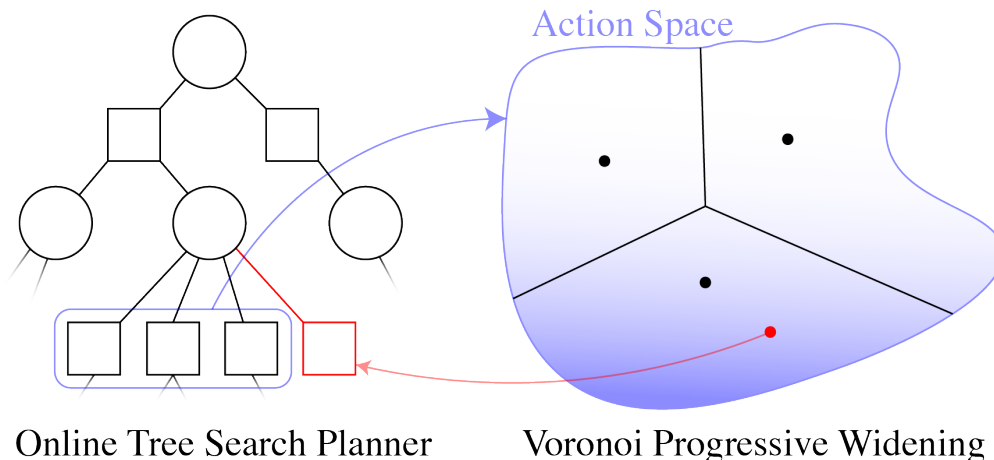 Action Space
Online Tree Search Planner
Voronoi Progressive Widening